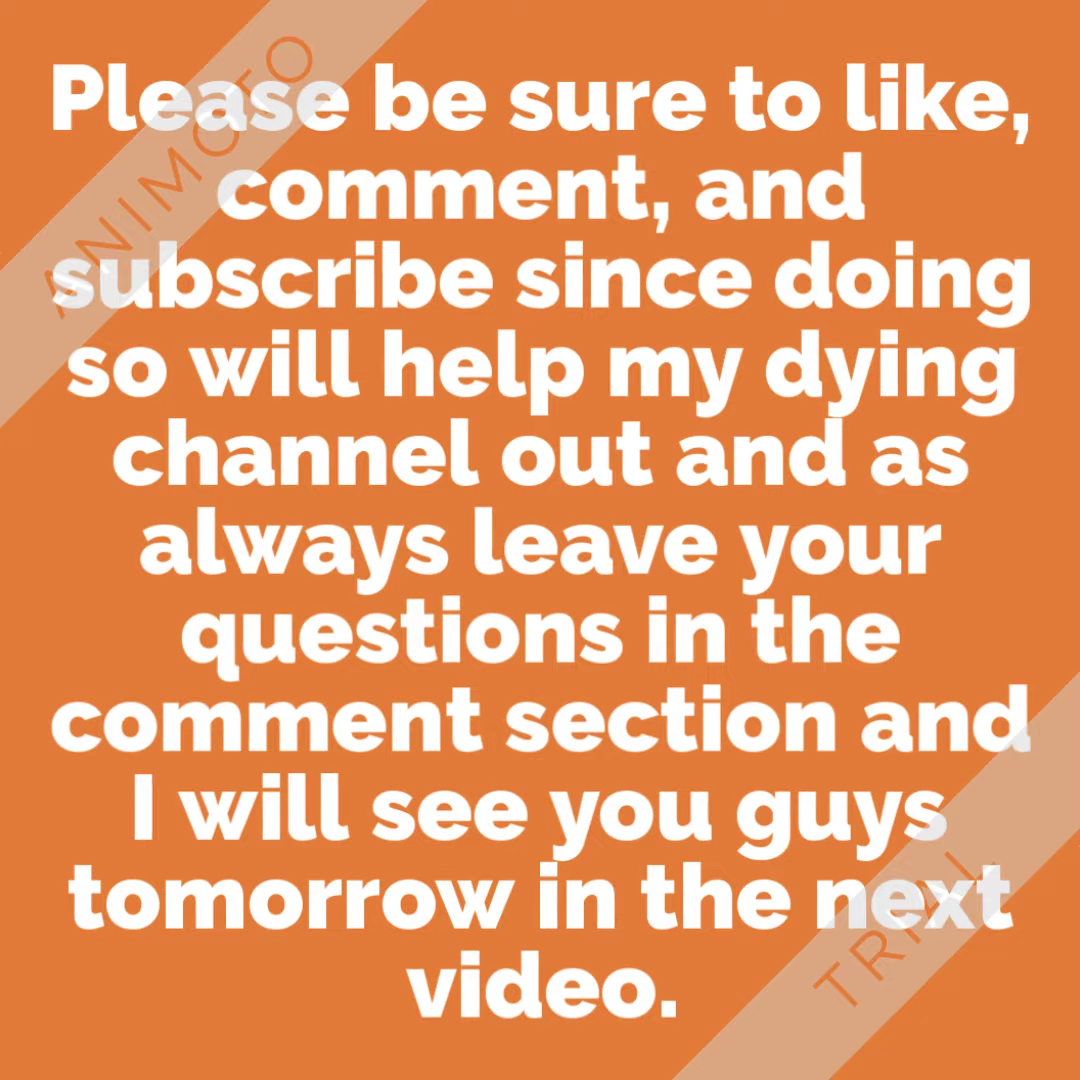 Please be sure to like,
comment, and
subscribe since doing
so will help my dying
channel out and as
always leave your
questions in the
comment section and
I will see you guys
tomorrow in the next
video.
ANIMOTO
TRIAL